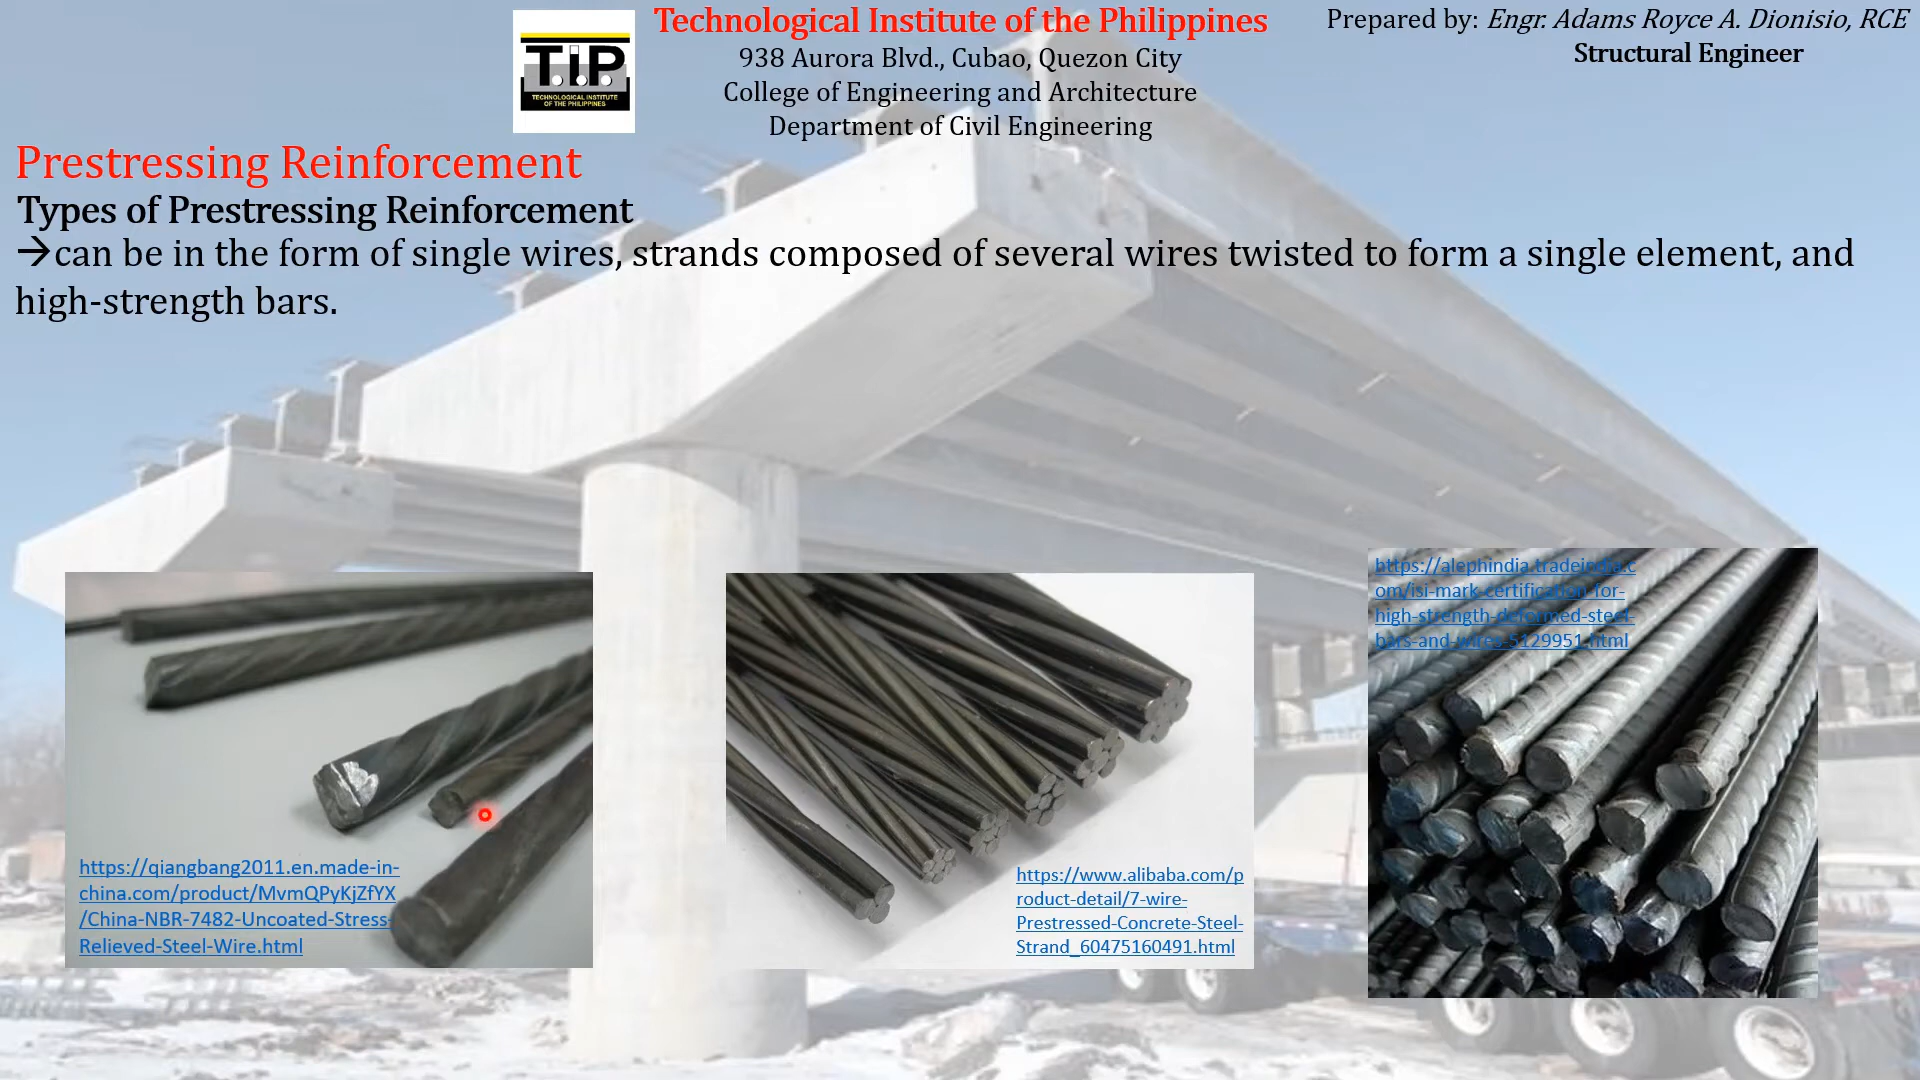 T.I.P
TECHNOLOGICAL INSTITUTE
OF THE PHILIPPINES
Technological Institute of the Philippines
938 Aurora Blvd., Cubao, Quezon City
College of Engineering and Architecture
Department of Civil Engineering
Prepared by: Engr. Adams Royce A. Dionisio, RCE
Structural Engineer
Prestressing Reinforcement
Types of Prestressing Reinforcement
→can be in the form of single wires, strands composed of several wires twisted to form a single element, and
high-strength bars.
https://qiangbang2011.en.made-in-
china.com/product/MvmQPyKjZfYX
/China-NBR-7482-Uncoated-Stress-
Relieved-Steel-Wire.html
https://www.alibaba.com/p
roduct-detail/7-wire-
Prestressed-Concrete-Steel-
Strand_60475160491.html
https://alephindia.tradeindia.c
om/isi-mark-certification-for-
high-strength-deformed-steel-
bars-and-wires-5129951.html